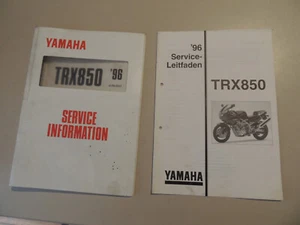 YAMAHA
TRX850 '96
SERVICE
INFORMATION
'96
Service-
Leitfaden
TRX850
YAMAHA